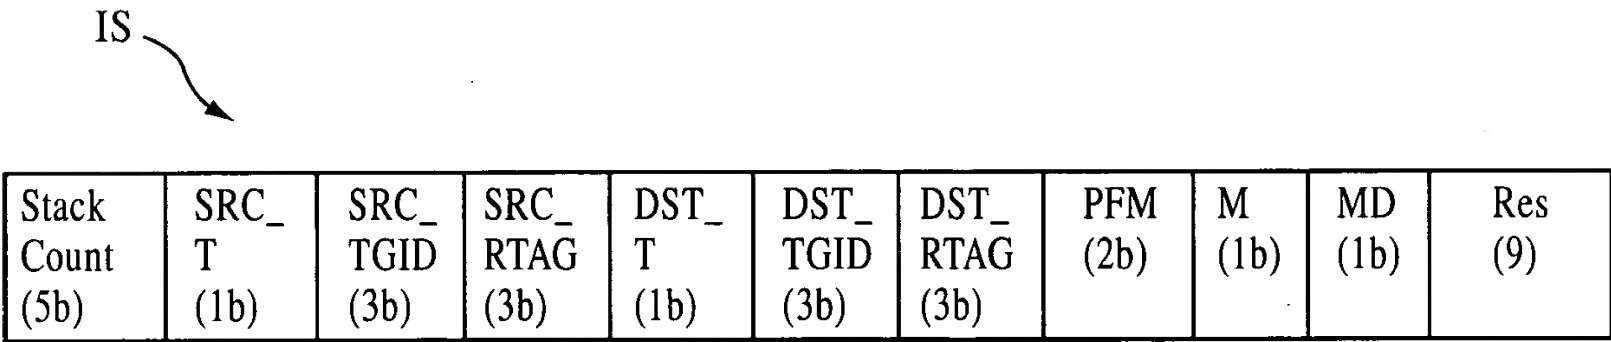 IS
Stack
Count
(5b)
SRC_
T
(1b)
SRC_
TGID
(3b)
SRC_
RTAG
(3b)
DST_
T
(1b)
DST_
TGID
(3b)
DST_
RTAG
(3b)
PFM
(2b)
M
(1b)
MD
(1b)
Res
(9)